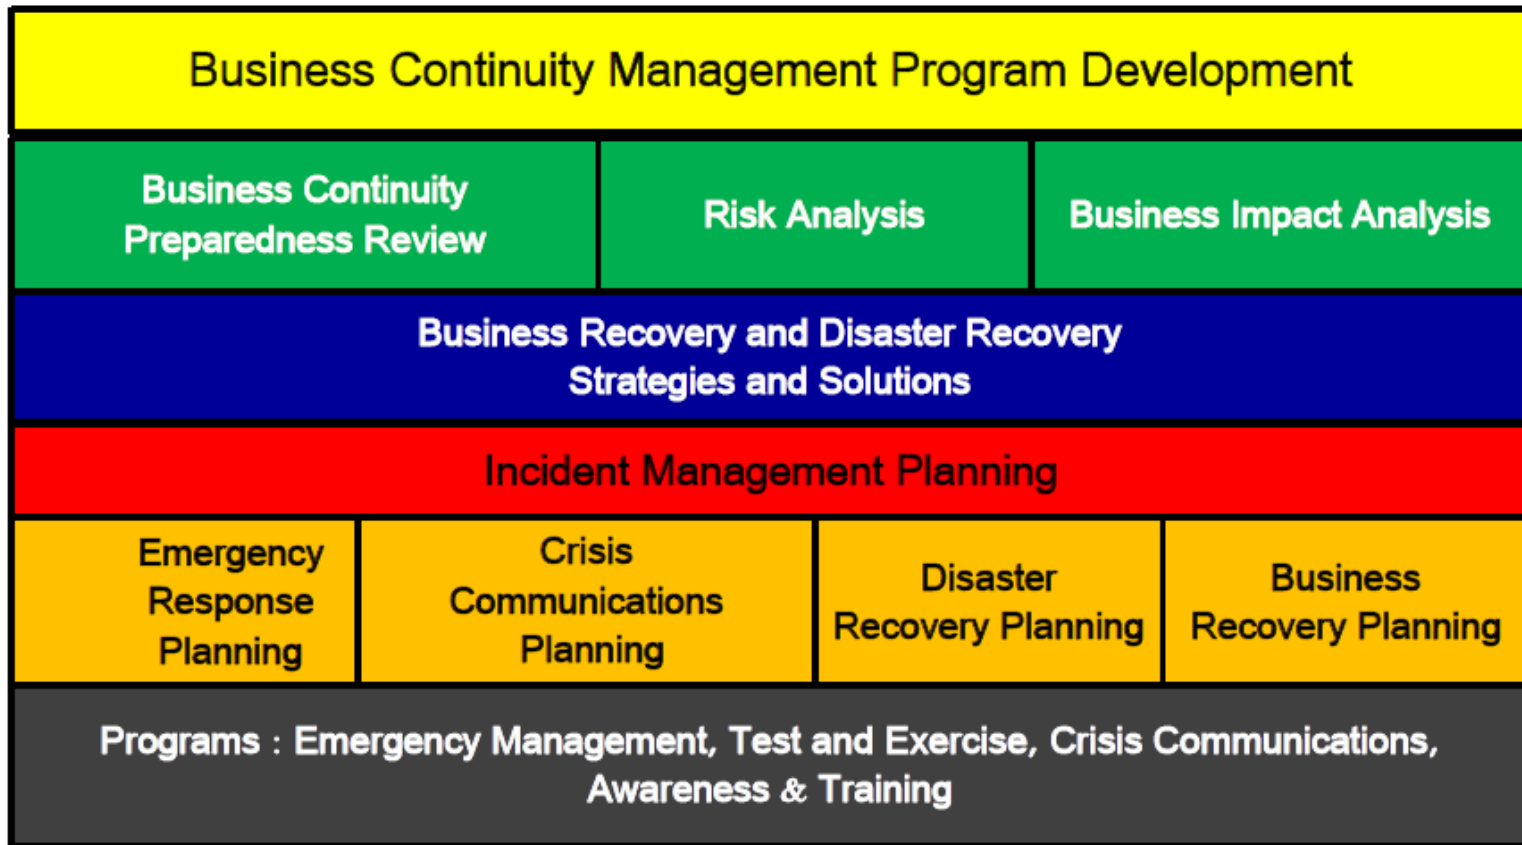 Business Continuity Management Program Development
Business Continuity
Preparedness Review
Risk Analysis
Business Impact Analysis
Business Recovery and Disaster Recovery
Strategies and Solutions
Incident Management Planning
Emergency
Response
Planning
Crisis
Communications
Planning
Disaster
Recovery Planning
Business
Recovery Planning
Programs : Emergency Management, Test and Exercise, Crisis Communications,
Awareness & Training